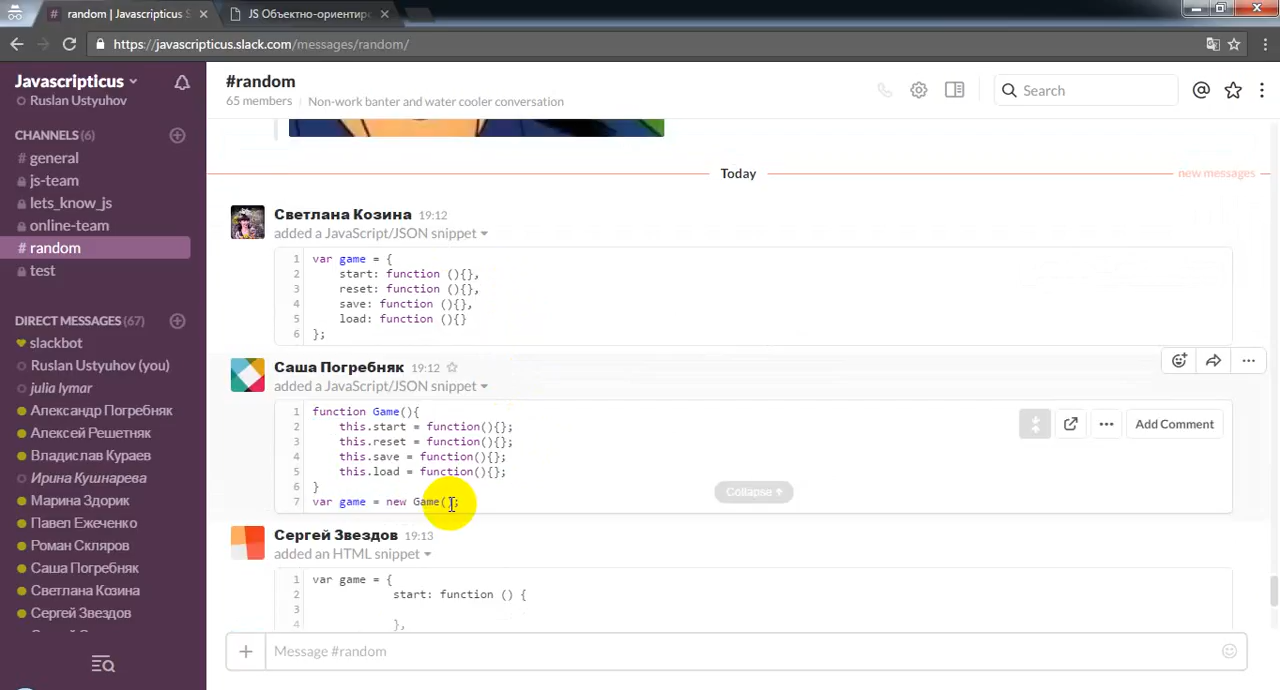 random | Javascripticus S
JS Объектно-ориентиро
https://javascripticus.slack.com/messages/random/
Javascripticus
Ruslan Ustyuhov
CHANNELS (6)
# general
js-team
lets_know_js
online-team
# random
test
DIRECT MESSAGES (67)
slackbot
Ruslan Ustyuhov (you)
julia lymar
Александр Погребняк
Алексей Решетняк
Владислав Кураев
Ирина Кушнарева
Марина Здорик
Павел Ежеченко
Роман Скляров
Саша Погребняк
Светлана Козина
Сергей Звездов
#random
65 members | Non-work banter and water cooler conversation
Search
Today
new messages
Светлана Козина 19:12
added a JavaScript/JSON snippet
1 var game = {
2 start: function (){},
3 reset: function (){},
4 save: function (){},
5 load: function (){}
6 };
Саша Погребняк 19:12
added a JavaScript/JSON snippet
Add Comment
1 function Game(){
2 this.start = function(){};
3 this.reset = function(){};
4 this.save = function(){};
5 this.load = function(){};
6 }
7 var game = new Game();
Collapse ↑
Сергей Звездов 19:13
added an HTML snippet
1 var game = {
2 start: function () {
3
4 },
Message #random